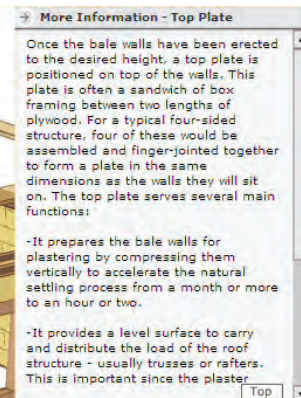 More Information - Top Plate
Once the bale walls have been erected
to the desired height, a top plate is
positioned on top of the walls. This
plate is often a sandwich of box
framing between two lengths of
plywood. For a typical four-sided
structure, four of these would be
assembled and finger-jointed together
to form a plate in the same
dimensions as the walls they will sit
on. The top plate serves several main
functions:
-It prepares the bale walls for
plastering by compressing them
vertically to accelerate the natural
settling process from a month or more
to an hour or two.
-It provides a level surface to carry
and distribute the load of the roof
structure - usually trusses or rafters.
This is important since the plaster
Top